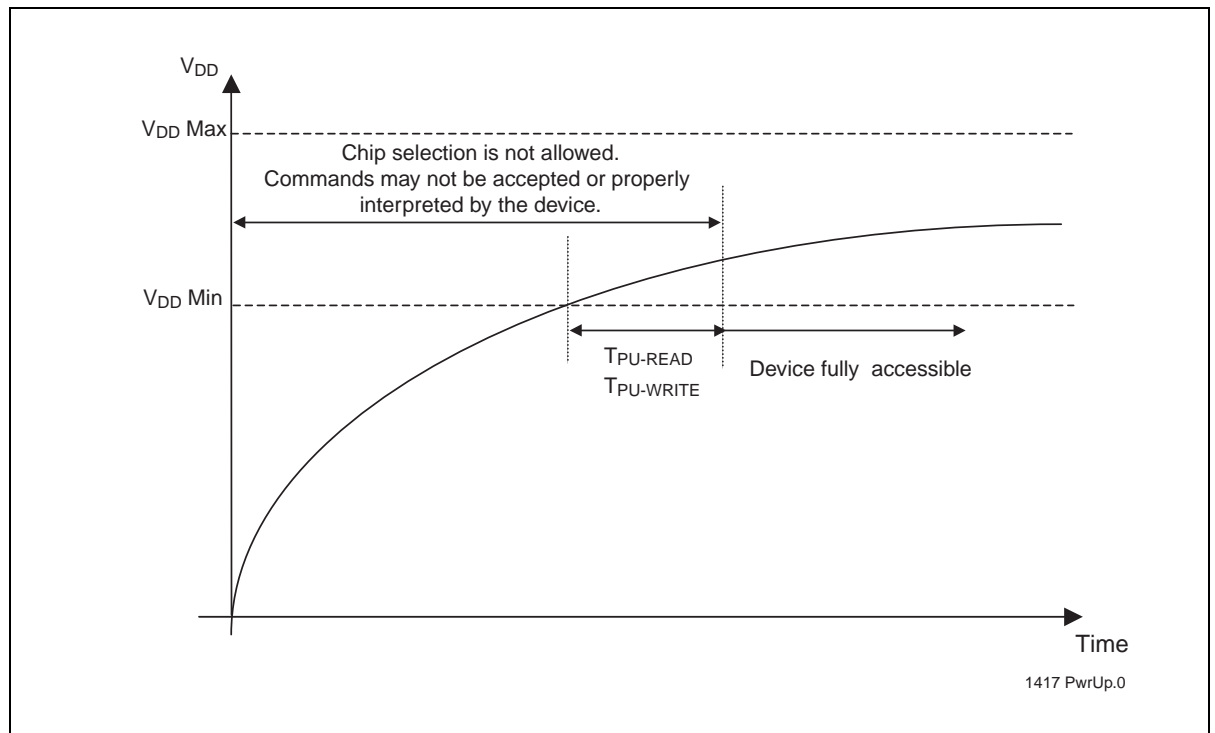 VDD
VDD Max
Chip selection is not allowed.
Commands may not be accepted or properly
interpreted by the device.
VDD Min
TPU-READ
TPU-WRITE
Device fully accessible
Time
1417 PwrUp.0